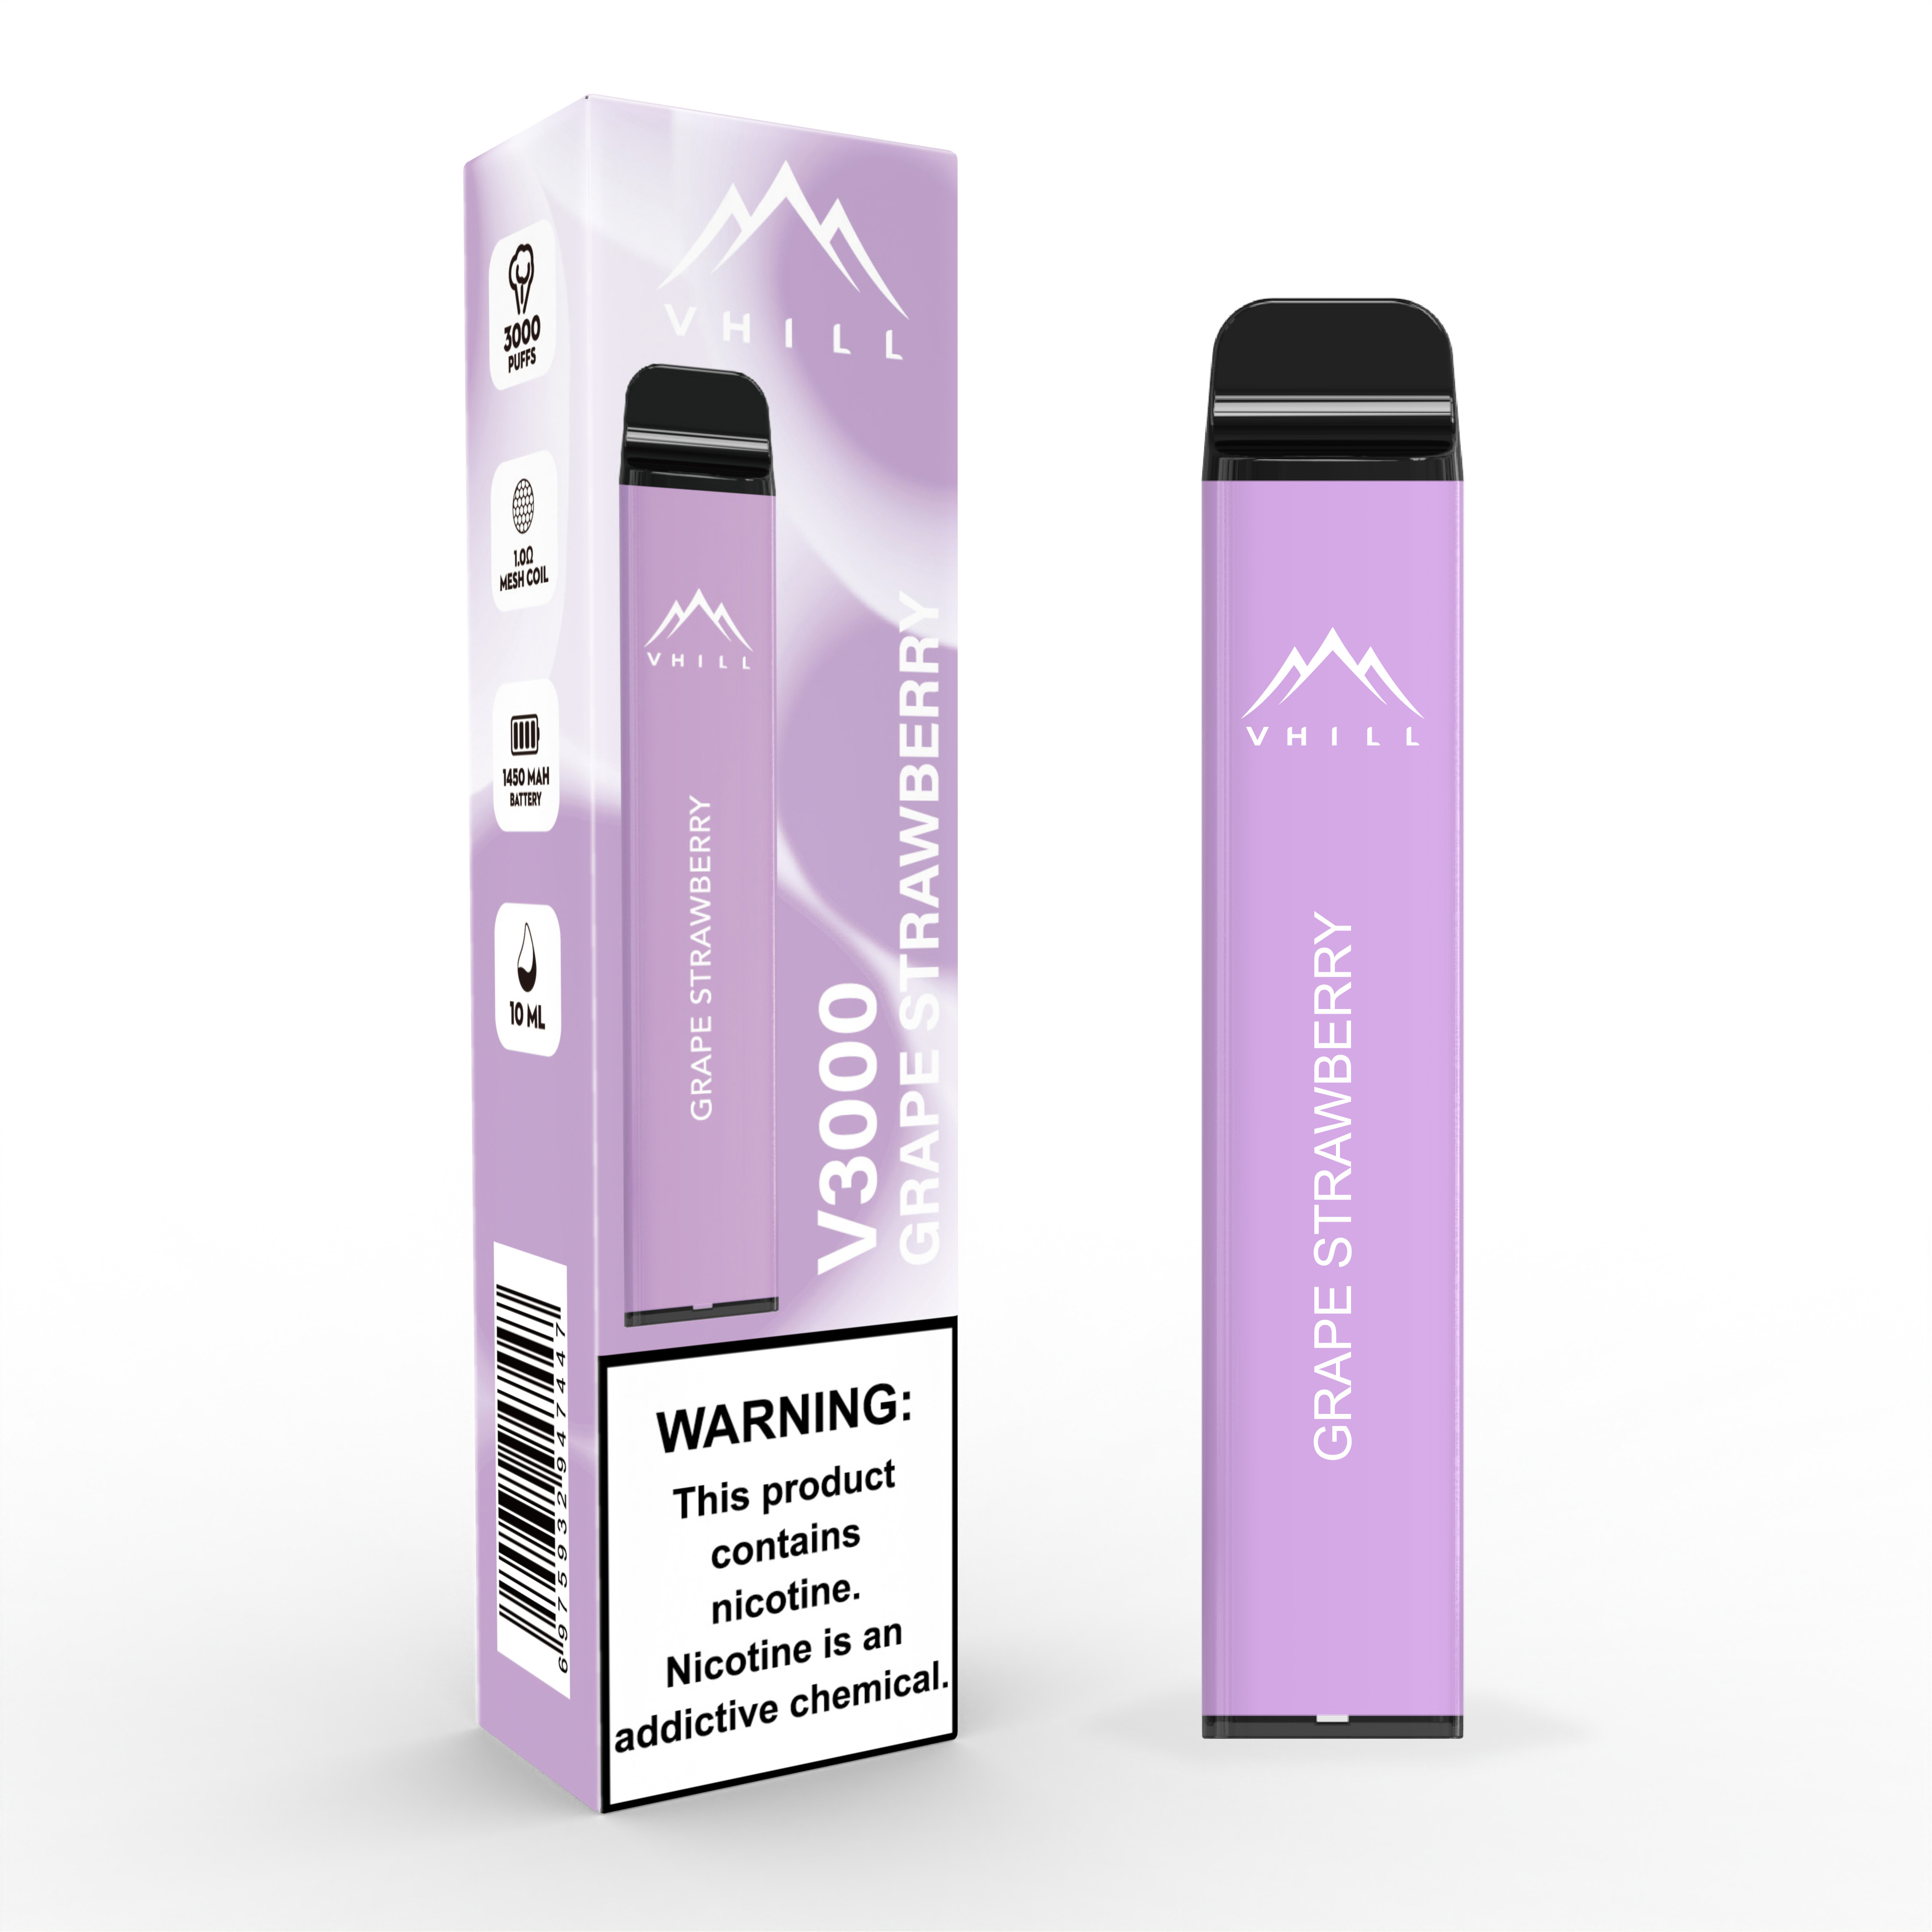 3000
PUFFS
1.0Ω
MESH COIL
1450 MAH
BATTERY
10 ML
6975932947447
VHILL
VHILL
GRAPE STRAWBERRY
V3000
GRAPE STRAWBERRY
WARNING:
This product
contains
nicotine.
Nicotine is an
addictive chemical.
VHILL
GRAPE STRAWBERRY